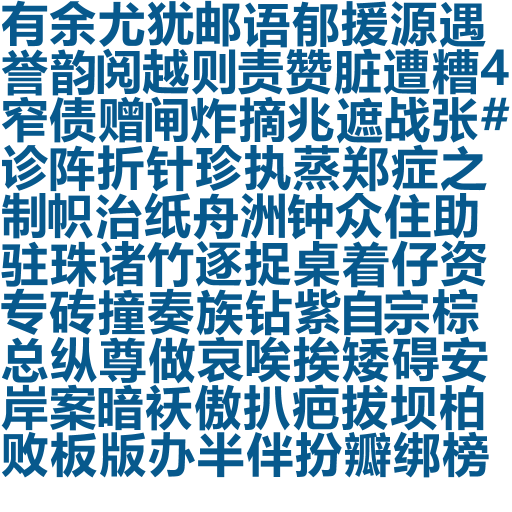 有余尤犹邮语郁援源遇
誉韵阅越则责赞脏遭糟4
窄债赠闸炸摘兆遮战张#
诊阵折针珍执蒸郑症之
制帜治纸舟洲钟众住助
驻珠诸竹逐捉桌着仔资
专砖撞奏族钻紫自宗棕
总纵尊做哀唉挨矮碍安
岸案暗袄傲扒疤拔坝柏
败板版办半伴扮瓣绑榜